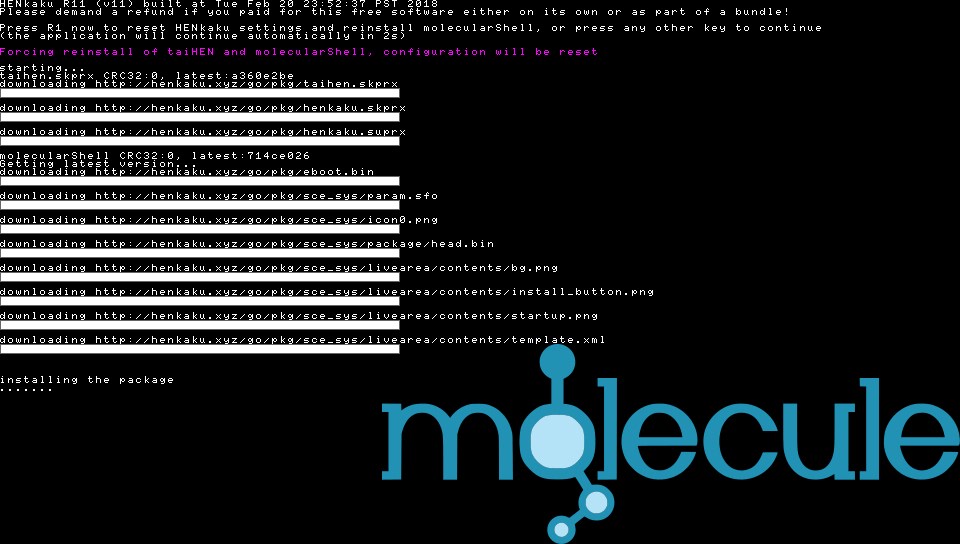 HENkaku R11 (v11) built at Tue Feb 20 23:52:37 PST 2018
Please demand a refund if you paid for this free software either on its own or as part of a bundle!
Press R1 now to reset HENkaku settings and reinstall molecularShell, or press any other key to continue
(the application will continue automatically in 2s)
Forcing reinstall of taiHEN and molecularShell, configuration will be reset
starting...
taihen.skprx CRC32:0, latest:a360e2be
downloading http://henkaku.xyz/go/pkg/taihen.skprx
downloading http://henkaku.xyz/go/pkg/henkaku.skprx
downloading http://henkaku.xyz/go/pkg/henkaku.suprx
molecularShell CRC32:0, latest:714ce026
Getting latest version...
downloading http://henkaku.xyz/go/pkg/eboot.bin
downloading http://henkaku.xyz/go/pkg/sce_sys/param.sfo
downloading http://henkaku.xyz/go/pkg/sce_sys/icon0.png
downloading http://henkaku.xyz/go/pkg/sce_sys/package/head.bin
downloading http://henkaku.xyz/go/pkg/sce_sys/livearea/contents/bg.png
downloading http://henkaku.xyz/go/pkg/sce_sys/livearea/contents/install_button.png
downloading http://henkaku.xyz/go/pkg/sce_sys/livearea/contents/startup.png
downloading http://henkaku.xyz/go/pkg/sce_sys/livearea/contents/template.xml
installing the package
.......
molecule